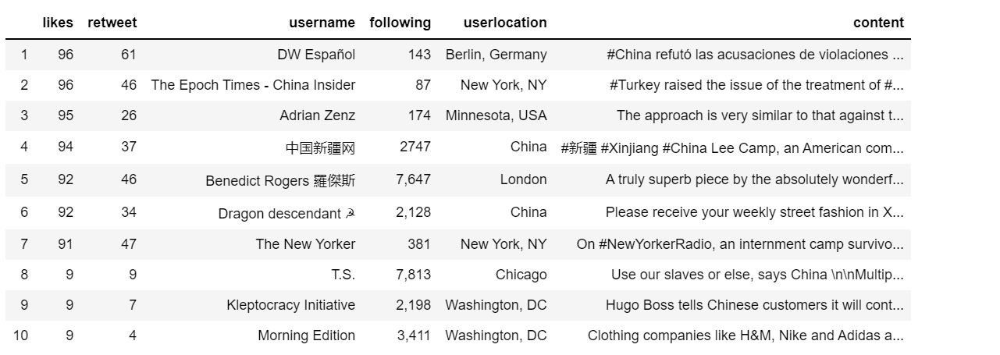 likes retweet username following userlocation content
1 96 61 DW Español 143 Berlin, Germany #China refutó las acusaciones de violaciones ...
2 96 46 The Epoch Times - China Insider 87 New York, NY #Turkey raised the issue of the treatment of #...
3 95 26 Adrian Zenz 174 Minnesota, USA The approach is very similar to that against t...
4 94 37 中国新疆网 2747 China #新疆 #Xinjiang #China Lee Camp, an American com...
5 92 46 Benedict Rogers 羅傑斯 7,647 London A truly superb piece by the absolutely wonderf...
6 92 34 Dragon descendant ☭ 2,128 China Please receive your weekly street fashion in X...
7 91 47 The New Yorker 381 New York, NY On #NewYorkerRadio, an internment camp survivo...
8 9 9 T.S. 7,813 Chicago Use our slaves or else, says China \n\nMultip...
9 9 7 Kleptocracy Initiative 2,198 Washington, DC Hugo Boss tells Chinese customers it will cont...
10 9 4 Morning Edition 3,411 Washington, DC Clothing companies like H&M, Nike and Adidas a...